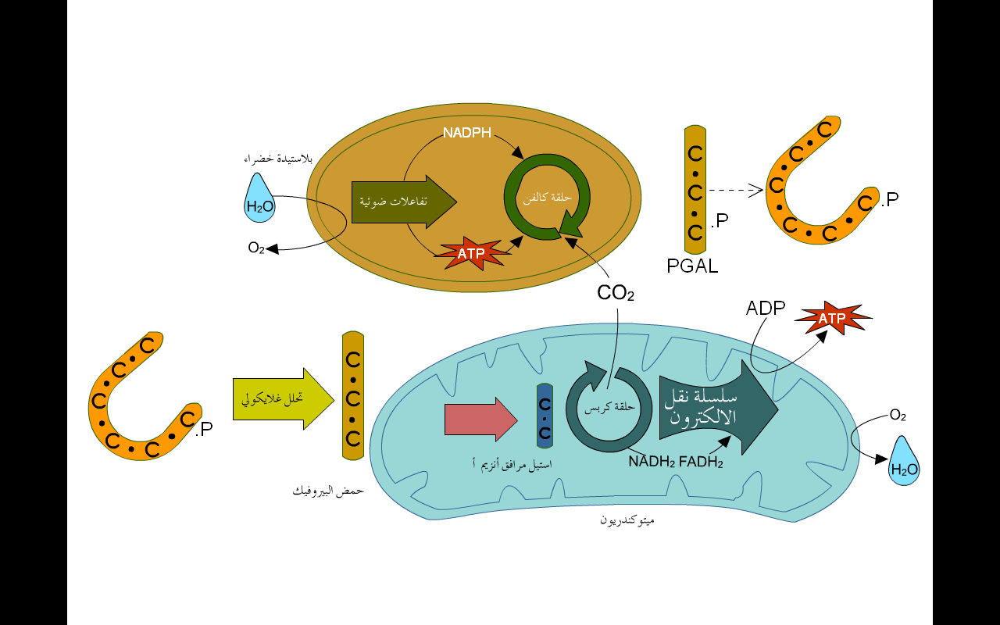 NADPH
بلاستيدة خضراء
H₂O
تفاعلات ضوئية
حلقة كالفن
O₂
ATP
C
C
C
.P
PGAL
C
C
C
C
C
C
.P
CO₂
ADP
ATP
C
C
C
C
C
C
.P
تحلل غلايكولي
C
C
C
حمض البيروفيك
C
C
استيل مرافق أنزيم أ
حلقة كربس
سلسلة نقل
الالكترون
NADH₂ FADH₂
O₂
H₂O
ميتوكندريون